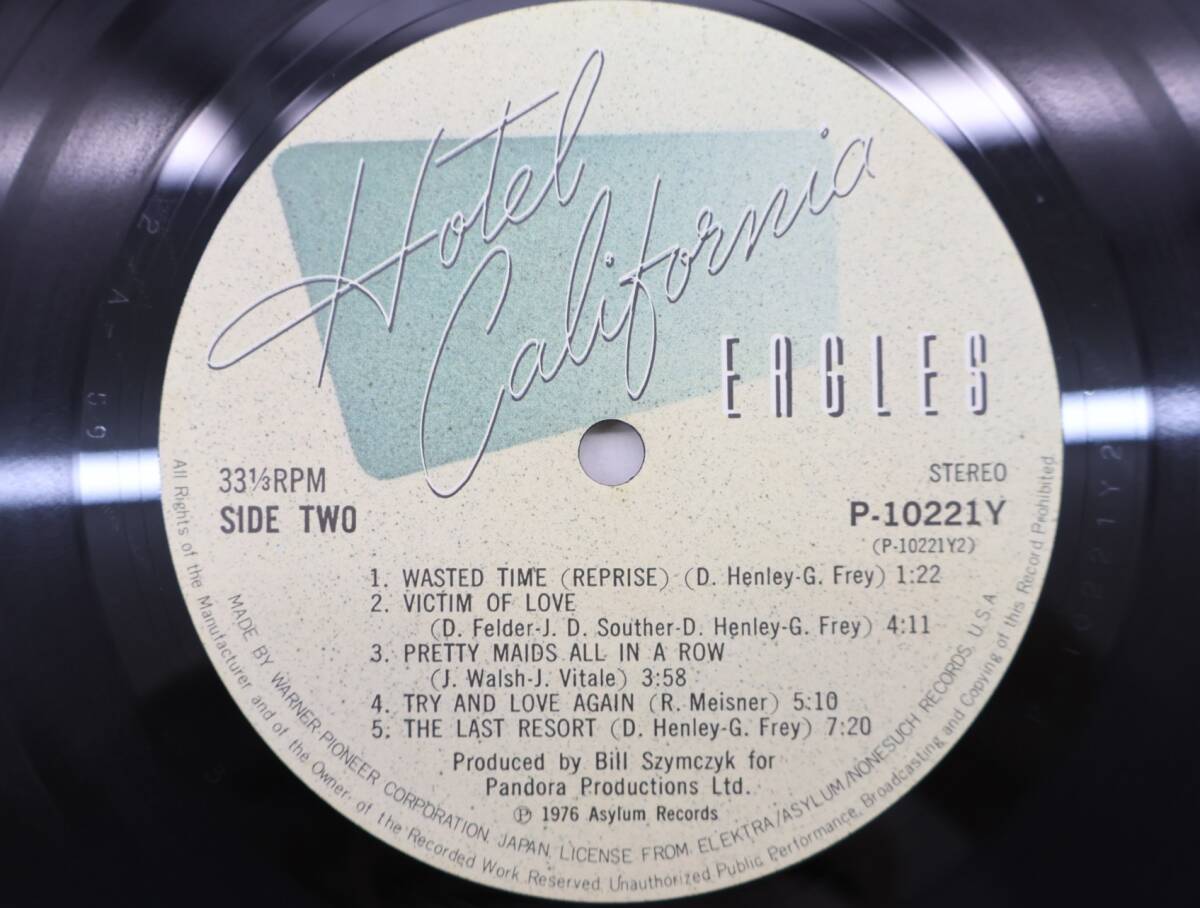 Hotel
California
EAGLES
33⅓RPM
SIDE TWO
STEREO
P-10221Y
(P-10221Y2)
1. WASTED TIME (REPRISE) (D. Henley-G. Frey) 1:22
2. VICTIM OF LOVE
(D. Felder-J. D. Souther-D. Henley-G. Frey) 4:11
3. PRETTY MAIDS ALL IN A ROW
(J. Walsh-J. Vitale) 3:58
4. TRY AND LOVE AGAIN (R. Meisner) 5:10
5. THE LAST RESORT (D. Henley-G. Frey) 7:20
Produced by Bill Szymczyk for
Pandora Productions Ltd.
Ⓟ 1976 Asylum Records
MADE BY WARNER-PIONEER CORPORATION, JAPAN, LICENSE FROM ELEKTRA/ASYLUM/NONESUCH RECORDS, U.S.A
All Rights of the Manufacturer and of the Owner of the Recorded Work Reserved Unauthorized Public Performance, Broadcasting and Copying of this Record Prohibited.